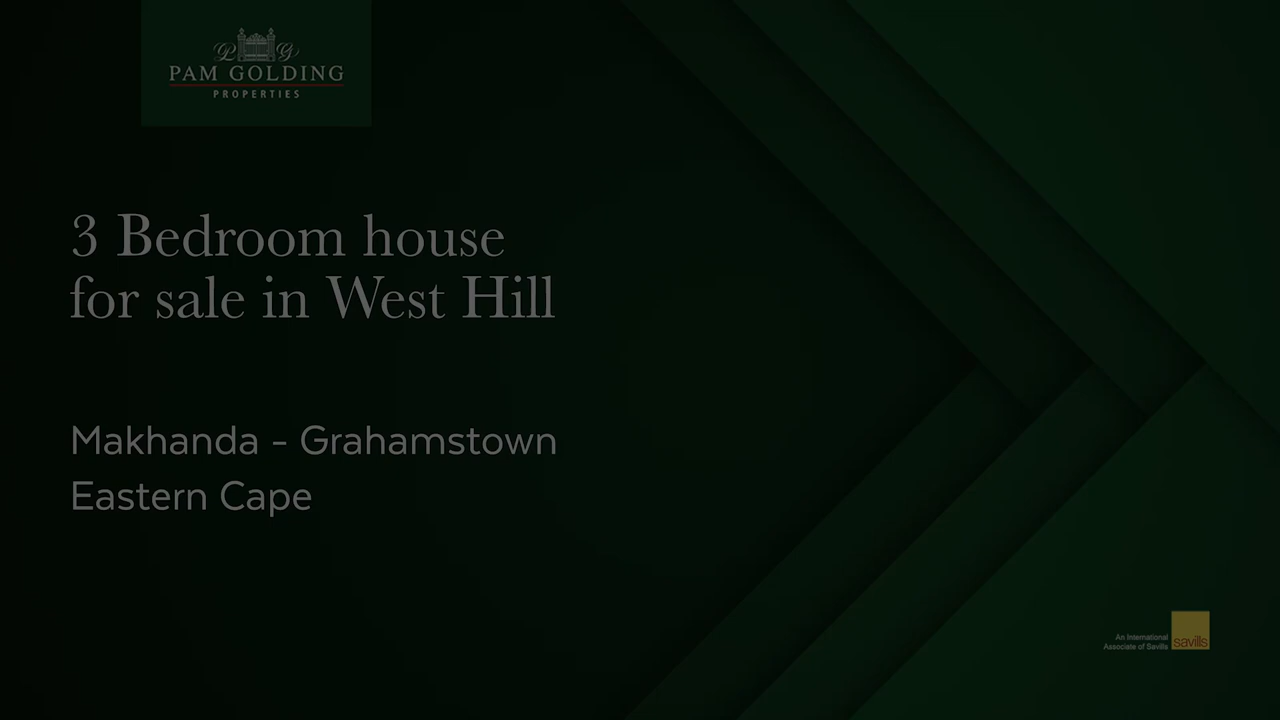 PAM GOLDING
PROPERTIES
3 Bedroom house
for sale in West Hill
Makhanda - Grahamstown
Eastern Cape
An International
Associate of Savills
savills